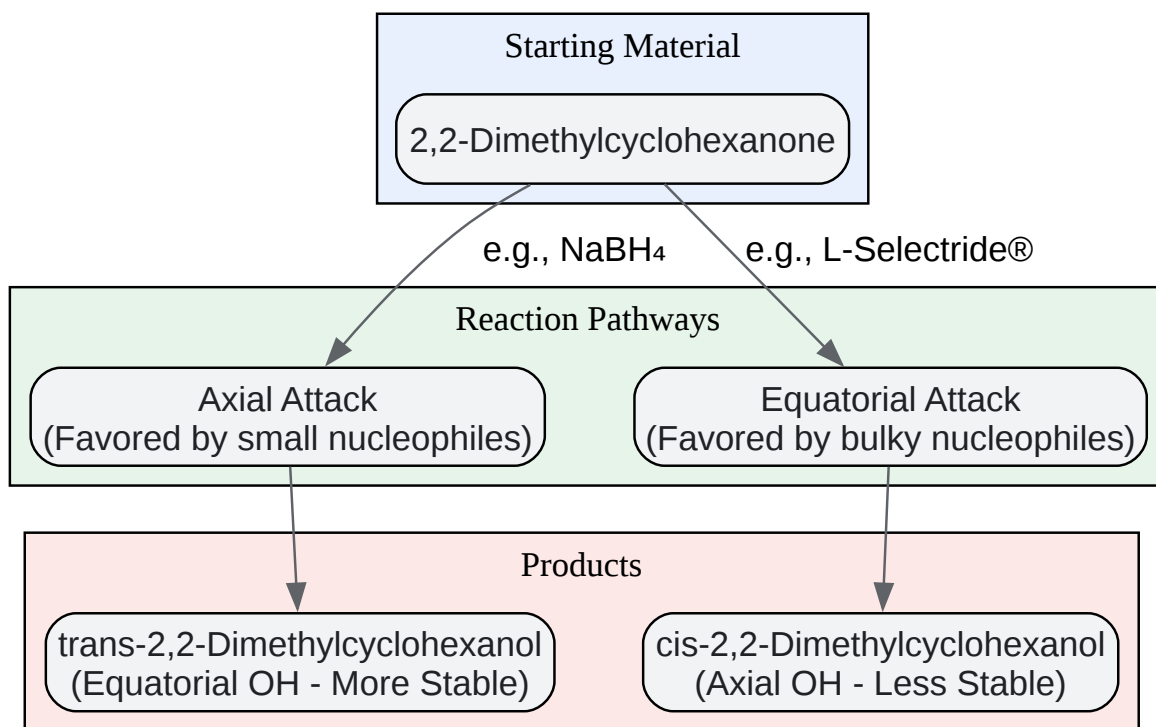 Starting Material
2,2-Dimethylcyclohexanone
e.g., NaBH₄
e.g., L-Selectride®
Reaction Pathways
Axial Attack
(Favored by small nucleophiles)
Equatorial Attack
(Favored by bulky nucleophiles)
Products
trans-2,2-Dimethylcyclohexanol
(Equatorial OH - More Stable)
cis-2,2-Dimethylcyclohexanol
(Axial OH - Less Stable)